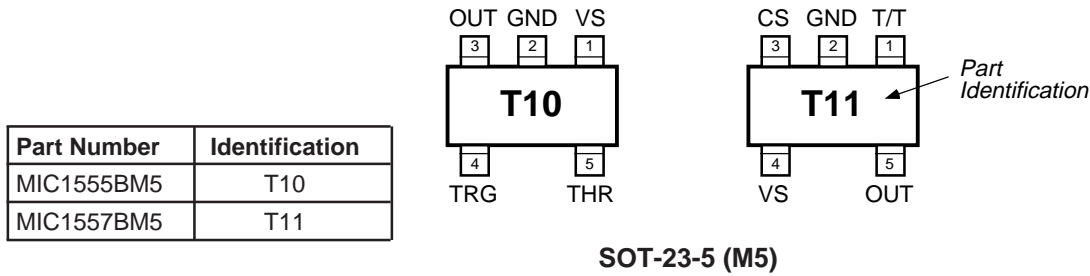 OUT GND VS
3 2 1
T10
4 5
TRG THR
CS GND T/T
3 2 1
T11
4 5
VS OUT
Part
Identification
Part Number Identification
MIC1555BM5 T10
MIC1557BM5 T11
SOT-23-5 (M5)